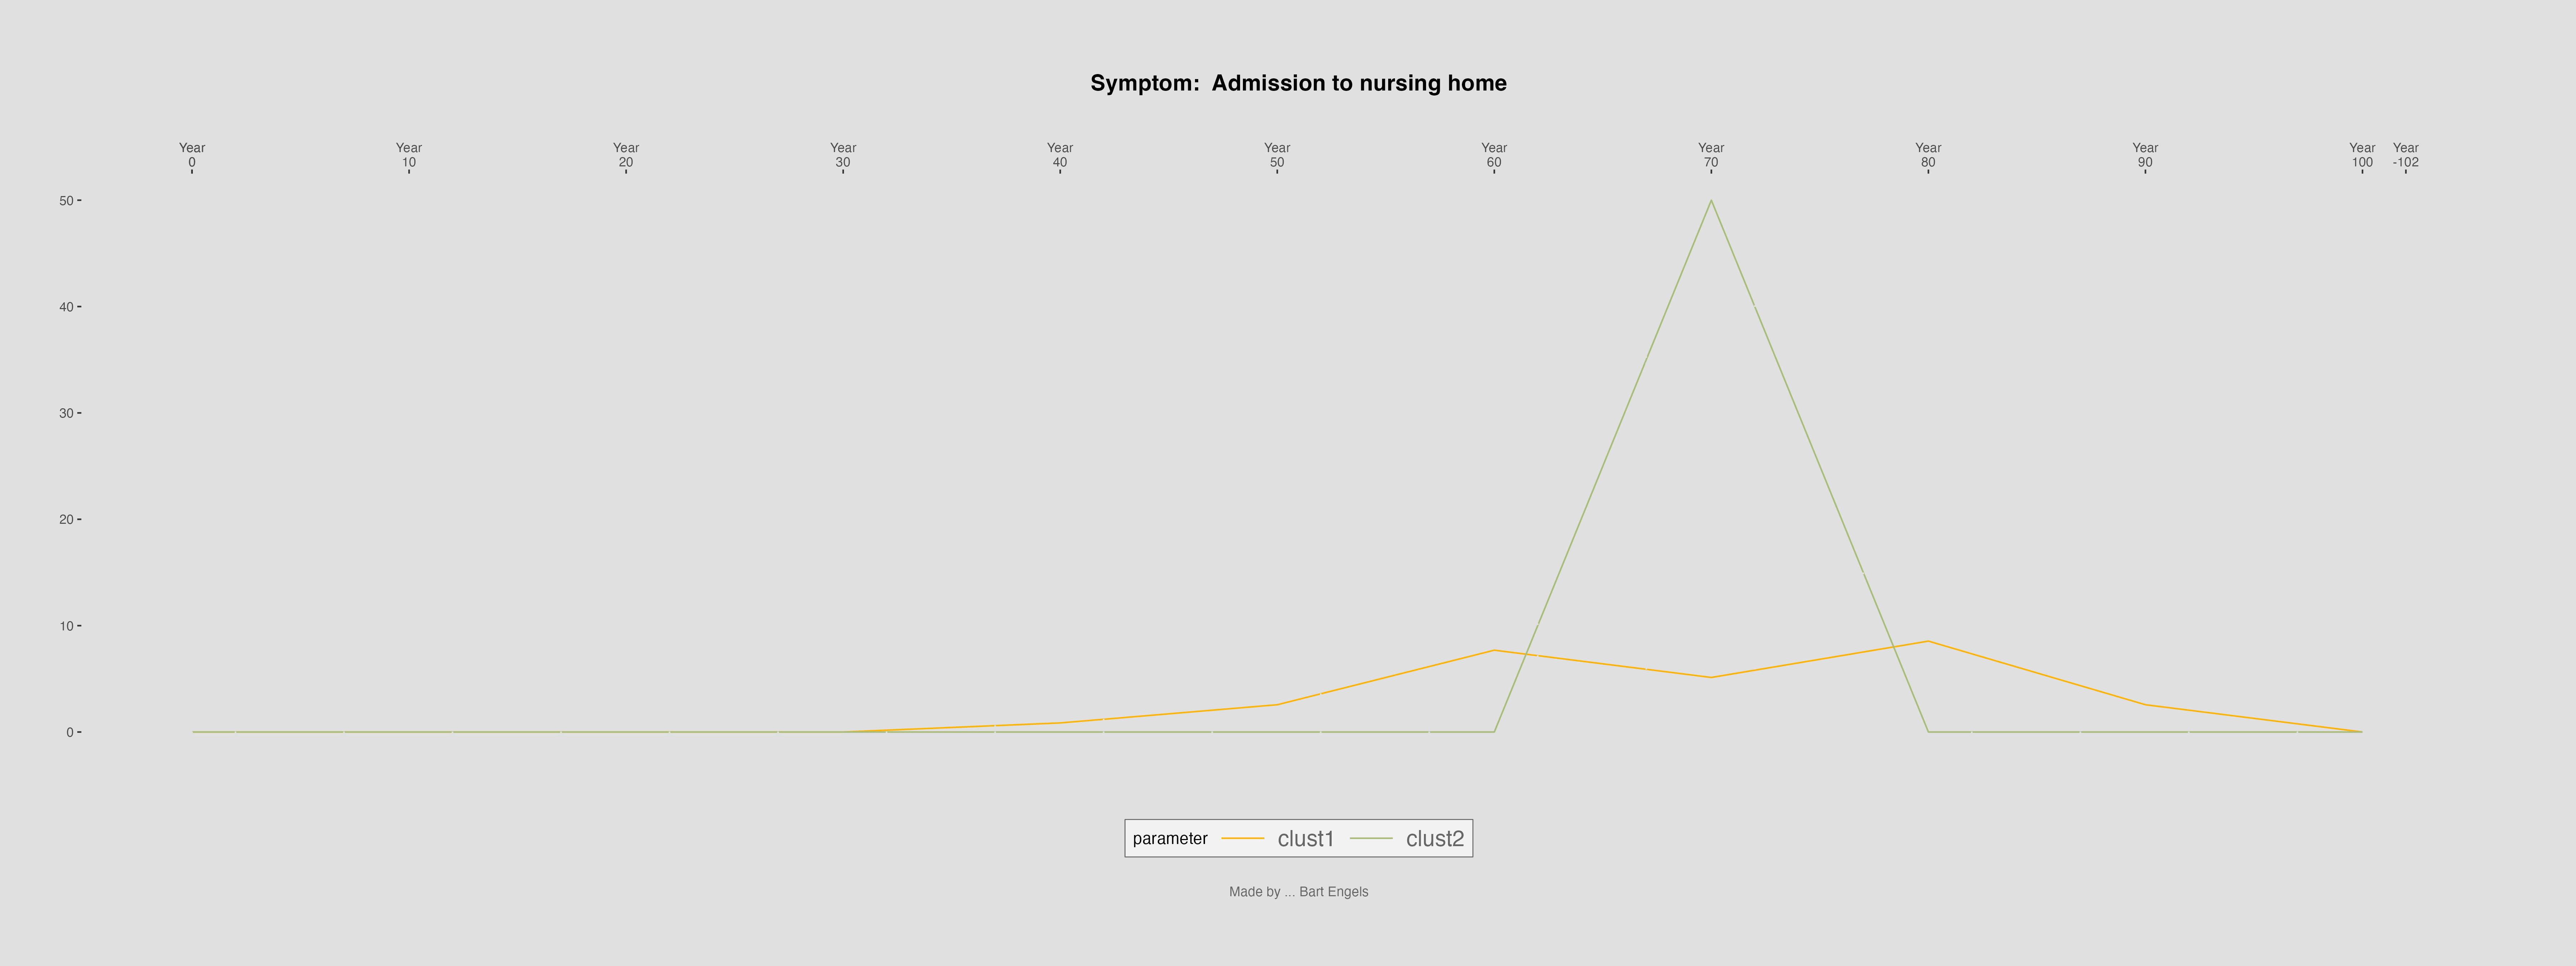 Symptom:  Admission to nursing home
Year Year Year Year Year Year Year Year Year Year Year Year
0 10 20 30 40 50 60 70 80 90 100 -102
50
40
30
20
10
0
parameter clust1 clust2
Made by ... Bart Engels